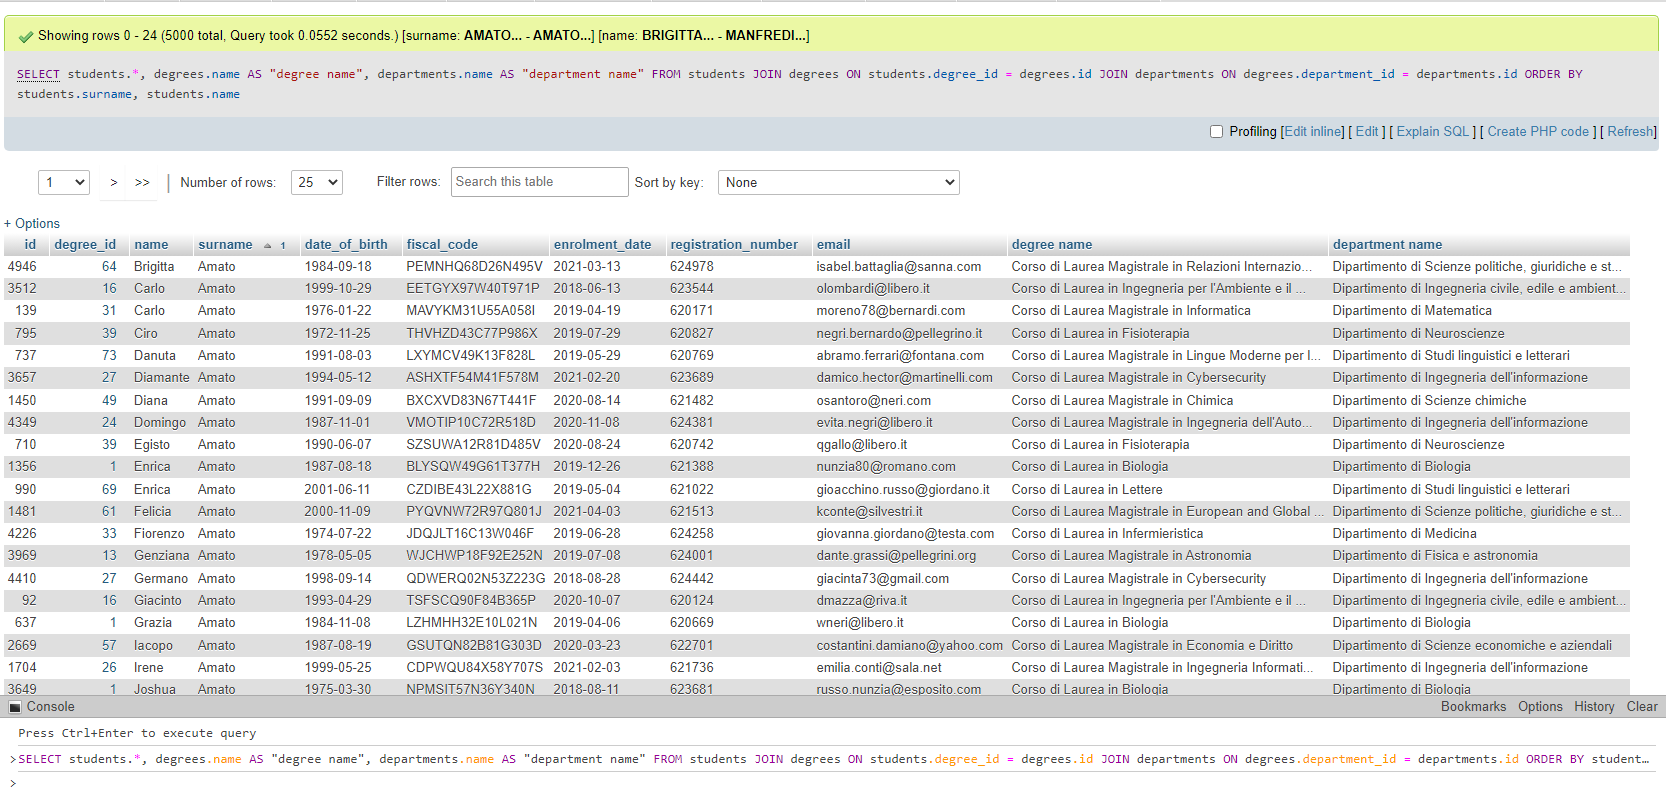 Showing rows 0 - 24 (5000 total, Query took 0.0552 seconds.) [surname: AMATO... - AMATO...] [name: BRIGITTA... - MANFREDI...]
SELECT students.*, degrees.name AS "degree name", departments.name AS "department name" FROM students JOIN degrees ON students.degree_id = degrees.id JOIN departments ON degrees.department_id = departments.id ORDER BY
students.surname, students.name
Profiling [Edit inline] [ Edit ] [ Explain SQL ] [ Create PHP code ] [ Refresh]
1 > >> | Number of rows: 25 Filter rows: Search this table Sort by key: None
+ Options
id degree_id name surname 1 date_of_birth fiscal_code enrolment_date registration_number email degree name department name
4946 64 Brigitta Amato 1984-09-18 PEMNHQ68D26N495V 2021-03-13 624978 isabel.battaglia@sanna.com Corso di Laurea Magistrale in Relazioni Internazio... Dipartimento di Scienze politiche, giuridiche e st...
3512 16 Carlo Amato 1999-10-29 EETGYX97W40T971P 2018-06-13 623544 olombardi@libero.it Corso di Laurea in Ingegneria per l'Ambiente e il ... Dipartimento di Ingegneria civile, edile e ambient...
139 31 Carlo Amato 1976-01-22 MAVYKM31U55A058I 2019-04-19 620171 moreno78@bernardi.com Corso di Laurea Magistrale in Informatica Dipartimento di Matematica
795 39 Ciro Amato 1972-11-25 THVHZD43C77P986X 2019-07-29 620827 negri.bernardo@pellegrino.it Corso di Laurea in Fisioterapia Dipartimento di Neuroscienze
737 73 Danuta Amato 1991-08-03 LXYMCV49K13F828L 2019-05-29 620769 abramo.ferrari@fontana.com Corso di Laurea Magistrale in Lingue Moderne per l... Dipartimento di Studi linguistici e letterari
3657 27 Diamante Amato 1994-05-12 ASHXTF54M41F578M 2021-02-20 623689 damico.hector@martinelli.com Corso di Laurea Magistrale in Cybersecurity Dipartimento di Ingegneria dell'informazione
1450 49 Diana Amato 1991-09-09 BXCXVD83N67T441F 2020-08-14 621482 osantoro@neri.com Corso di Laurea Magistrale in Chimica Dipartimento di Scienze chimiche
4349 24 Domingo Amato 1987-11-01 VMOTIP10C72R518D 2020-11-08 624381 evita.negri@libero.it Corso di Laurea Magistrale in Ingegneria dell'Auto... Dipartimento di Ingegneria dell'informazione
710 39 Egisto Amato 1990-06-07 SZSUWA12R81D485V 2020-08-24 620742 qgallo@libero.it Corso di Laurea in Fisioterapia Dipartimento di Neuroscienze
1356 1 Enrica Amato 1987-08-18 BLYSQW49G61T377H 2019-12-26 621388 nunzia80@romano.com Corso di Laurea in Biologia Dipartimento di Biologia
990 69 Enrica Amato 2001-06-11 CZDIBE43L22X881G 2019-05-04 621022 gioacchino.russo@giordano.it Corso di Laurea in Lettere Dipartimento di Studi linguistici e letterari
1481 61 Felicia Amato 2000-11-09 PYQVNW72R97Q801J 2021-04-03 621513 kconte@silvestri.it Corso di Laurea Magistrale in European and Global ... Dipartimento di Scienze politiche, giuridiche e st...
4226 33 Fiorenzo Amato 1974-07-22 JDQJLT16C13W046F 2019-06-28 624258 giovanna.giordano@testa.com Corso di Laurea in Infermieristica Dipartimento di Medicina
3969 13 Genziana Amato 1978-05-05 WJCHWP18F92E252N 2019-07-08 624001 dante.grassi@pellegrini.org Corso di Laurea Magistrale in Astronomia Dipartimento di Fisica e astronomia
4410 27 Germano Amato 1998-09-14 QDWERQ02N53Z223G 2018-08-28 624442 giacinta73@gmail.com Corso di Laurea Magistrale in Cybersecurity Dipartimento di Ingegneria dell'informazione
92 16 Giacinto Amato 1993-04-29 TSFSCQ90F84B365P 2020-10-07 620124 dmazza@riva.it Corso di Laurea in Ingegneria per l'Ambiente e il ... Dipartimento di Ingegneria civile, edile e ambient...
637 1 Grazia Amato 1984-11-08 LZHMHH32E10L021N 2019-04-06 620669 wneri@libero.it Corso di Laurea in Biologia Dipartimento di Biologia
2669 57 Iacopo Amato 1987-08-19 GSUTQN82B81G303D 2020-03-23 622701 costantini.damiano@yahoo.com Corso di Laurea Magistrale in Economia e Diritto Dipartimento di Scienze economiche e aziendali
1704 26 Irene Amato 1999-05-25 CDPWQU84X58Y707S 2021-02-03 621736 emilia.conti@sala.net Corso di Laurea Magistrale in Ingegneria Informati... Dipartimento di Ingegneria dell'informazione
3649 1 Joshua Amato 1975-03-30 NPMSIT57N36Y340N 2018-08-11 623681 russo.nunzia@esposito.com Corso di Laurea in Biologia Dipartimento di Biologia
Console Bookmarks Options History Clear
Press Ctrl+Enter to execute query
>SELECT students.*, degrees.name AS "degree name", departments.name AS "department name" FROM students JOIN degrees ON students.degree_id = degrees.id JOIN departments ON degrees.department_id = departments.id ORDER BY student…
>